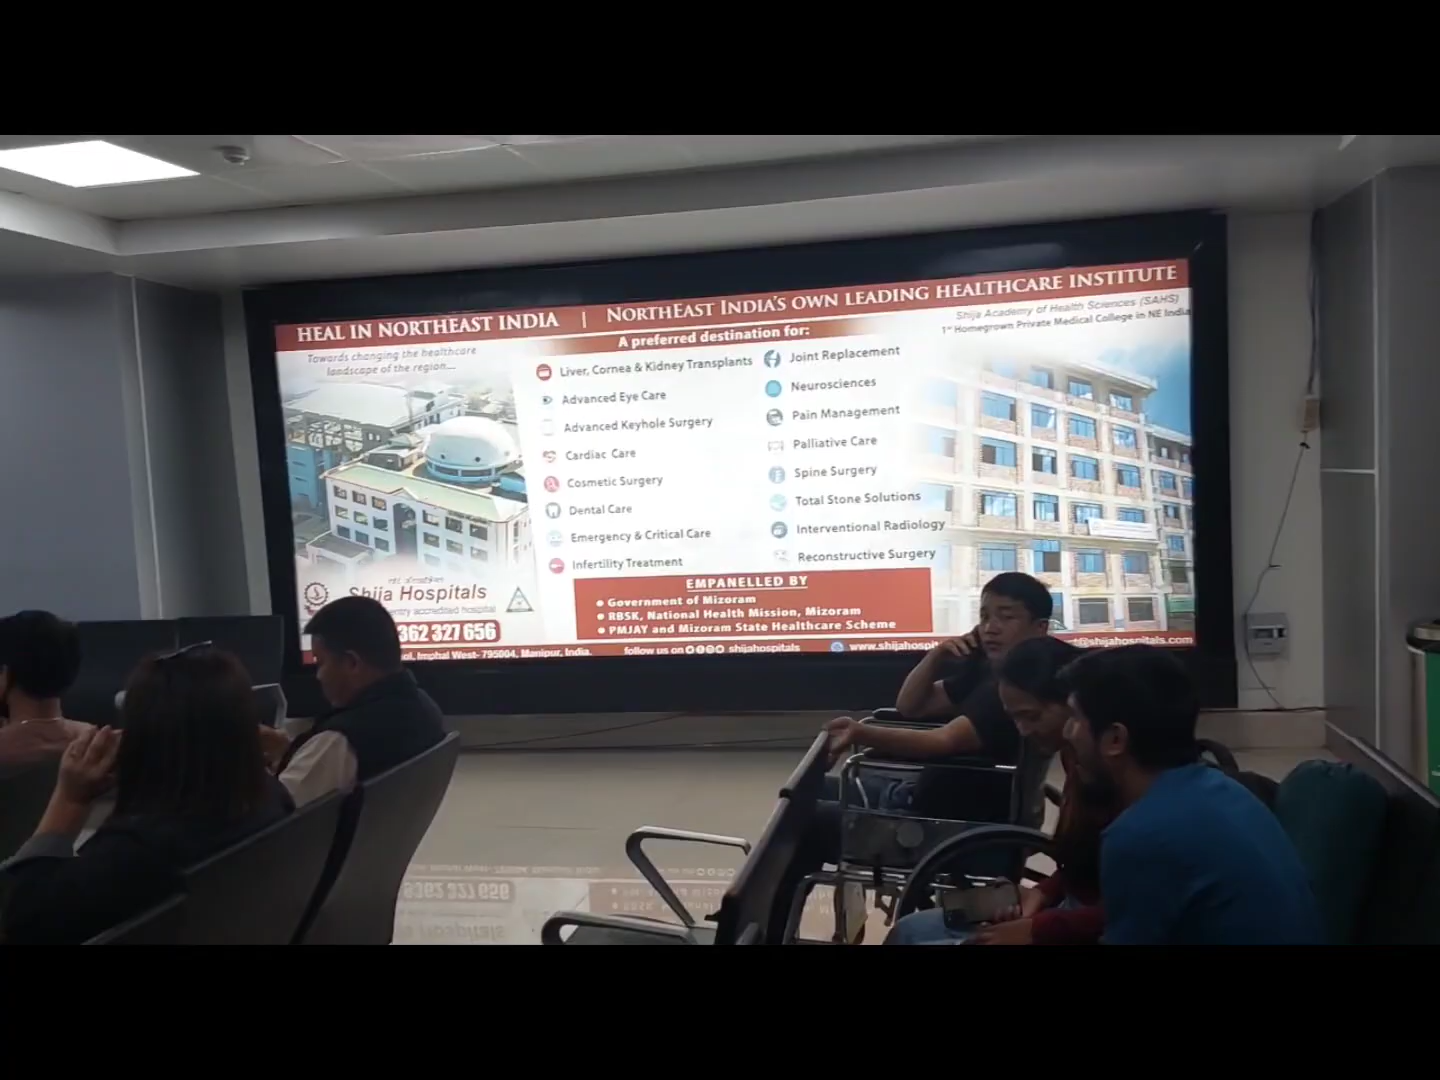 HEAL IN NORTHEAST INDIA | NORTHEAST INDIA'S OWN LEADING HEALTHCARE INSTITUTE
Towards changing the healthcare
landscape of the region....
A preferred destination for:
Shija Academy of Health Sciences (SAHS)
1st Homegrown Private Medical College in NE India
Liver, Cornea & Kidney Transplants
Advanced Eye Care
Advanced Keyhole Surgery
Cardiac Care
Cosmetic Surgery
Dental Care
Emergency & Critical Care
Infertility Treatment
Joint Replacement
Neurosciences
Pain Management
Palliative Care
Spine Surgery
Total Stone Solutions
Interventional Radiology
Reconstructive Surgery
Shija Hospitals
accredited hospital
362 327 656
EMPANELLED BY
Government of Mizoram
RBSK, National Health Mission, Mizoram
PMJAY and Mizoram State Healthcare Scheme
Imphal West- 795004, Manipur, India.
follow us on shijahospitals